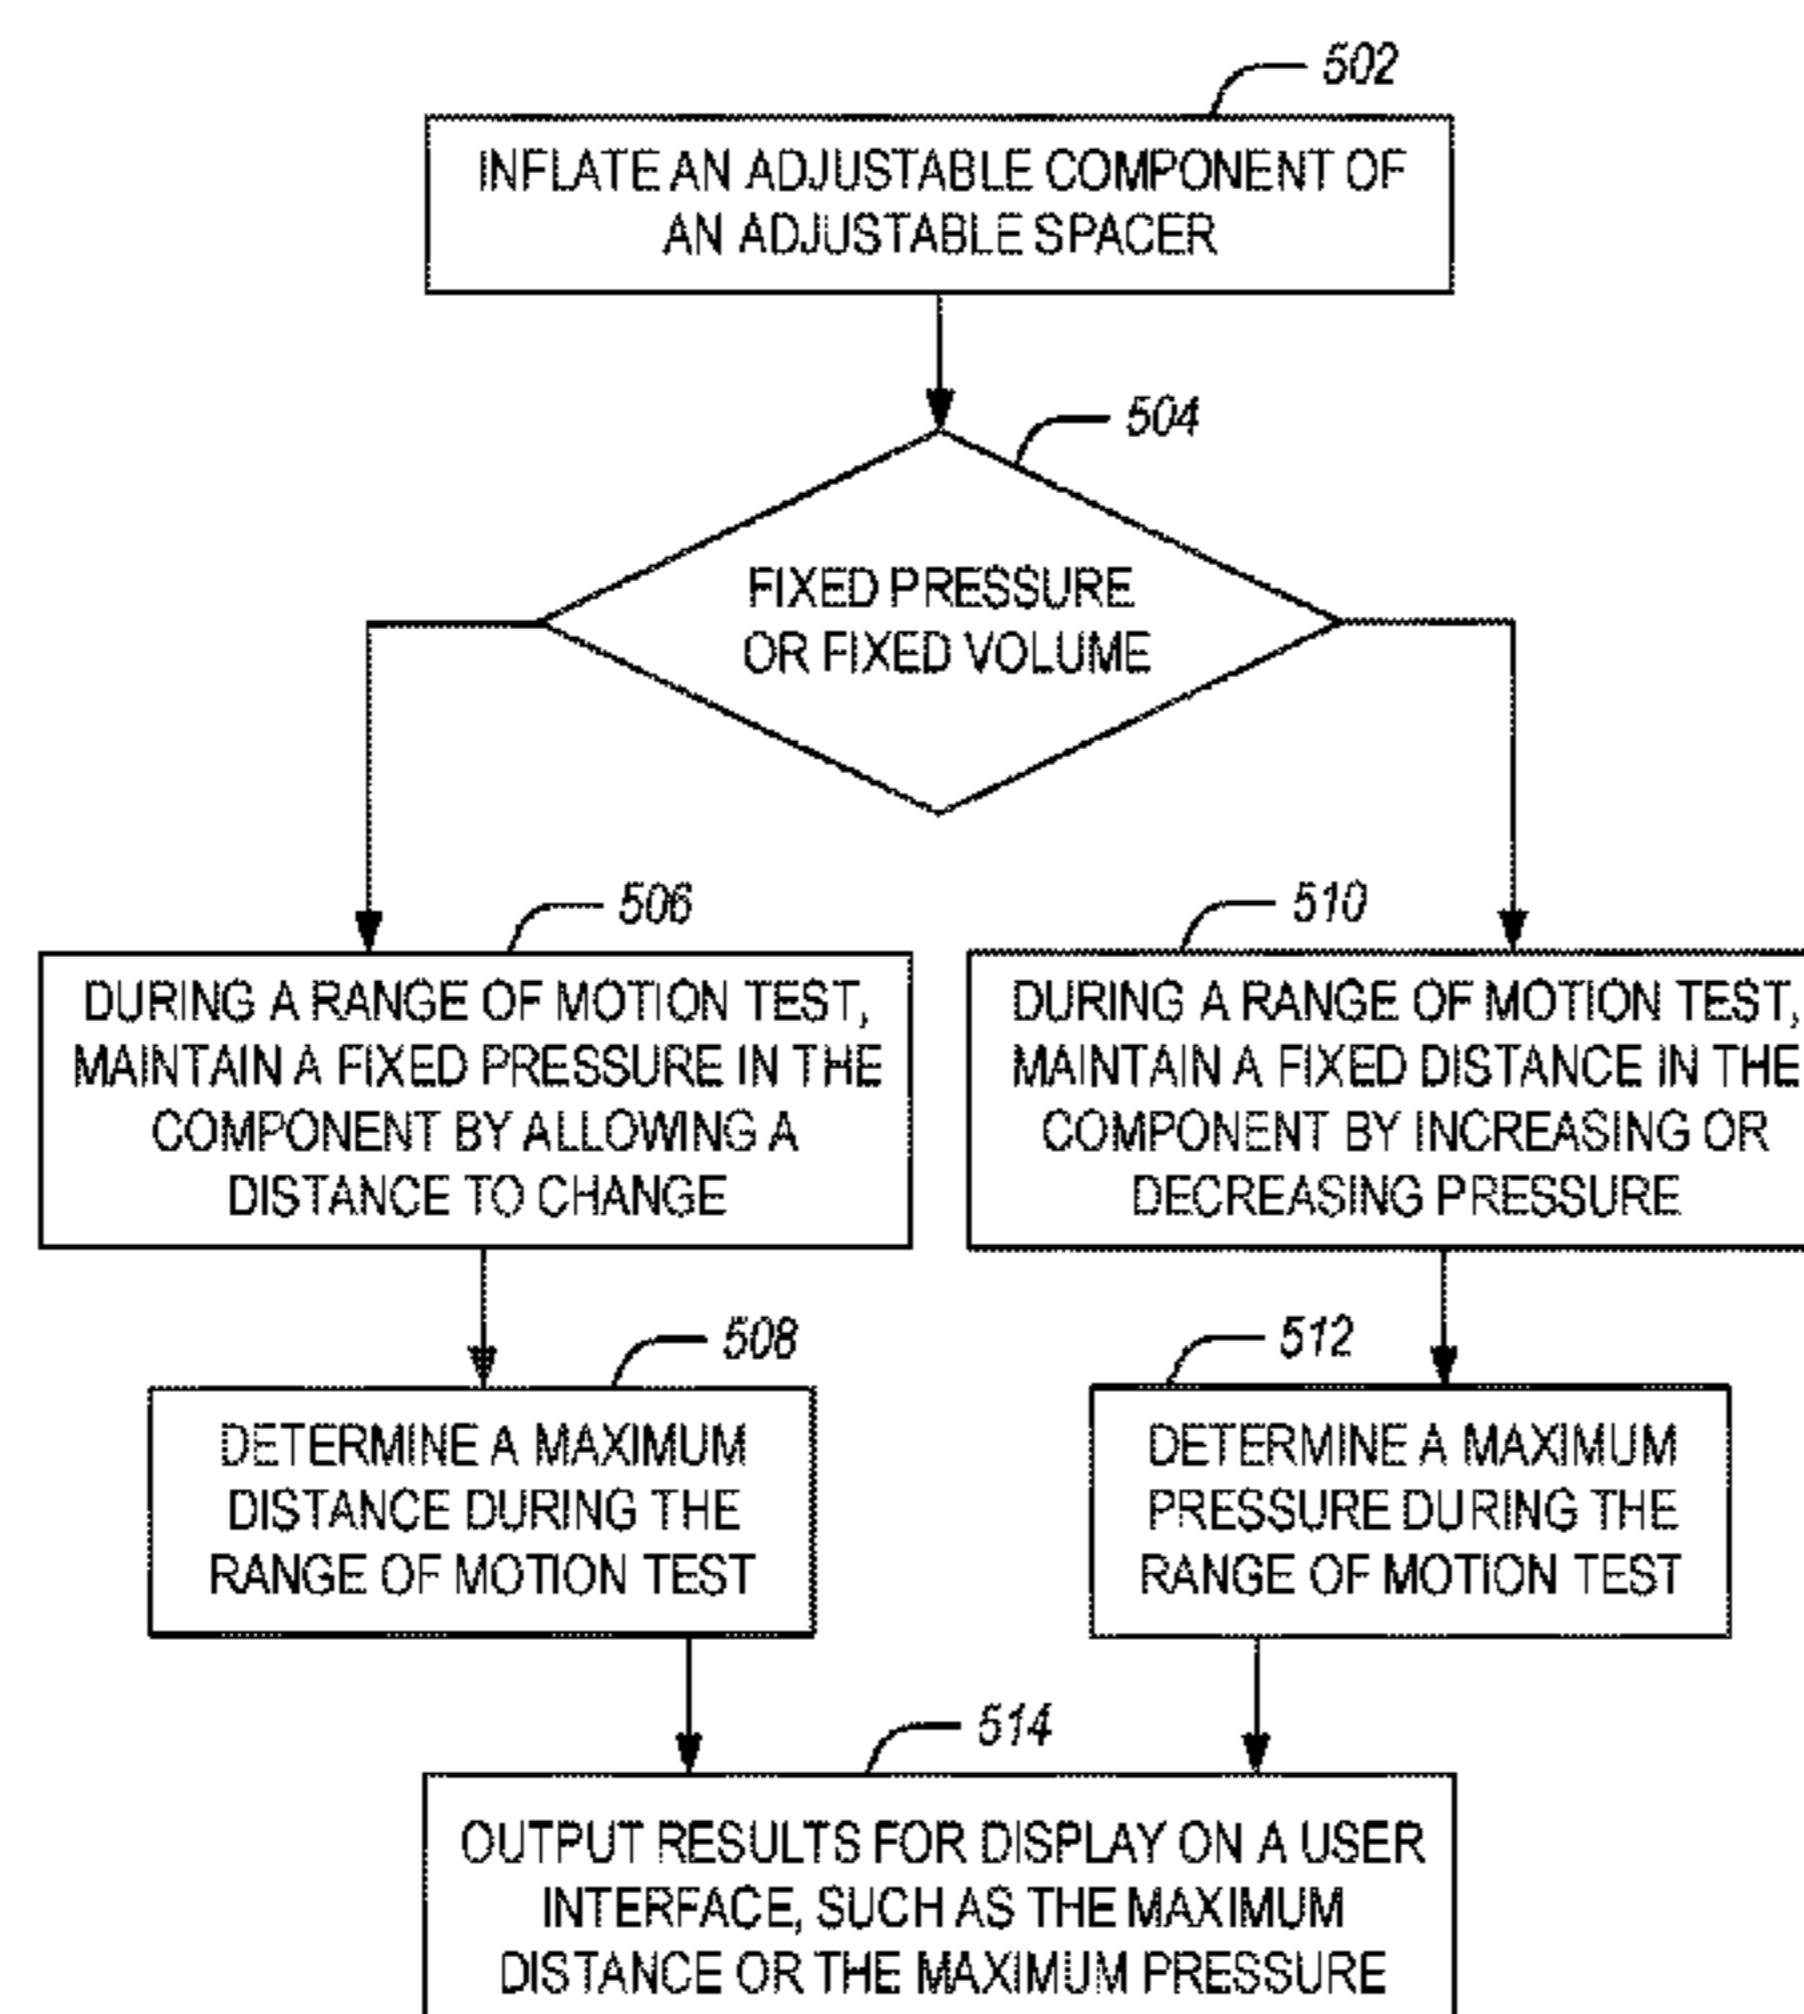 502
INFLATE AN ADJUSTABLE COMPONENT OF
AN ADJUSTABLE SPACER
504
FIXED PRESSURE
OR FIXED VOLUME
506
DURING A RANGE OF MOTION TEST,
MAINTAIN A FIXED PRESSURE IN THE
COMPONENT BY ALLOWING A
DISTANCE TO CHANGE
510
DURING A RANGE OF MOTION TEST,
MAINTAIN A FIXED DISTANCE IN THE
COMPONENT BY INCREASING OR
DECREASING PRESSURE
508
DETERMINE A MAXIMUM
DISTANCE DURING THE
RANGE OF MOTION TEST
512
DETERMINE A MAXIMUM
PRESSURE DURING THE
RANGE OF MOTION TEST
514
OUTPUT RESULTS FOR DISPLAY ON A USER
INTERFACE, SUCH AS THE MAXIMUM
DISTANCE OR THE MAXIMUM PRESSURE